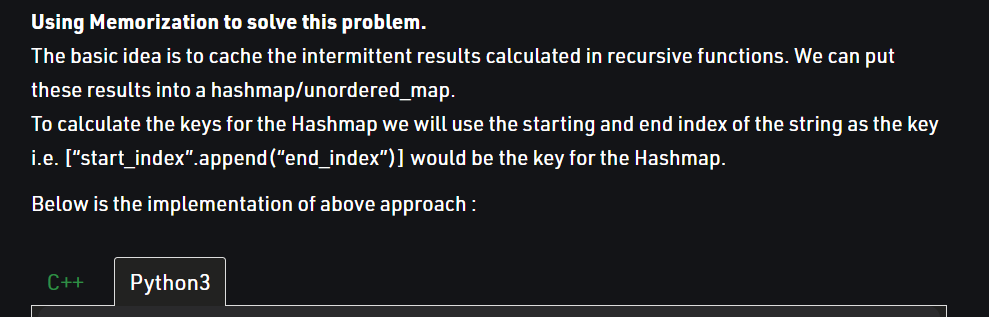 Using Memorization to solve this problem.
The basic idea is to cache the intermittent results calculated in recursive functions. We can put
these results into a hashmap/unordered_map.
To calculate the keys for the Hashmap we will use the starting and end index of the string as the key
i.e. [“start_index”.append(“end_index”)] would be the key for the Hashmap.
Below is the implementation of above approach :
C++ Python3